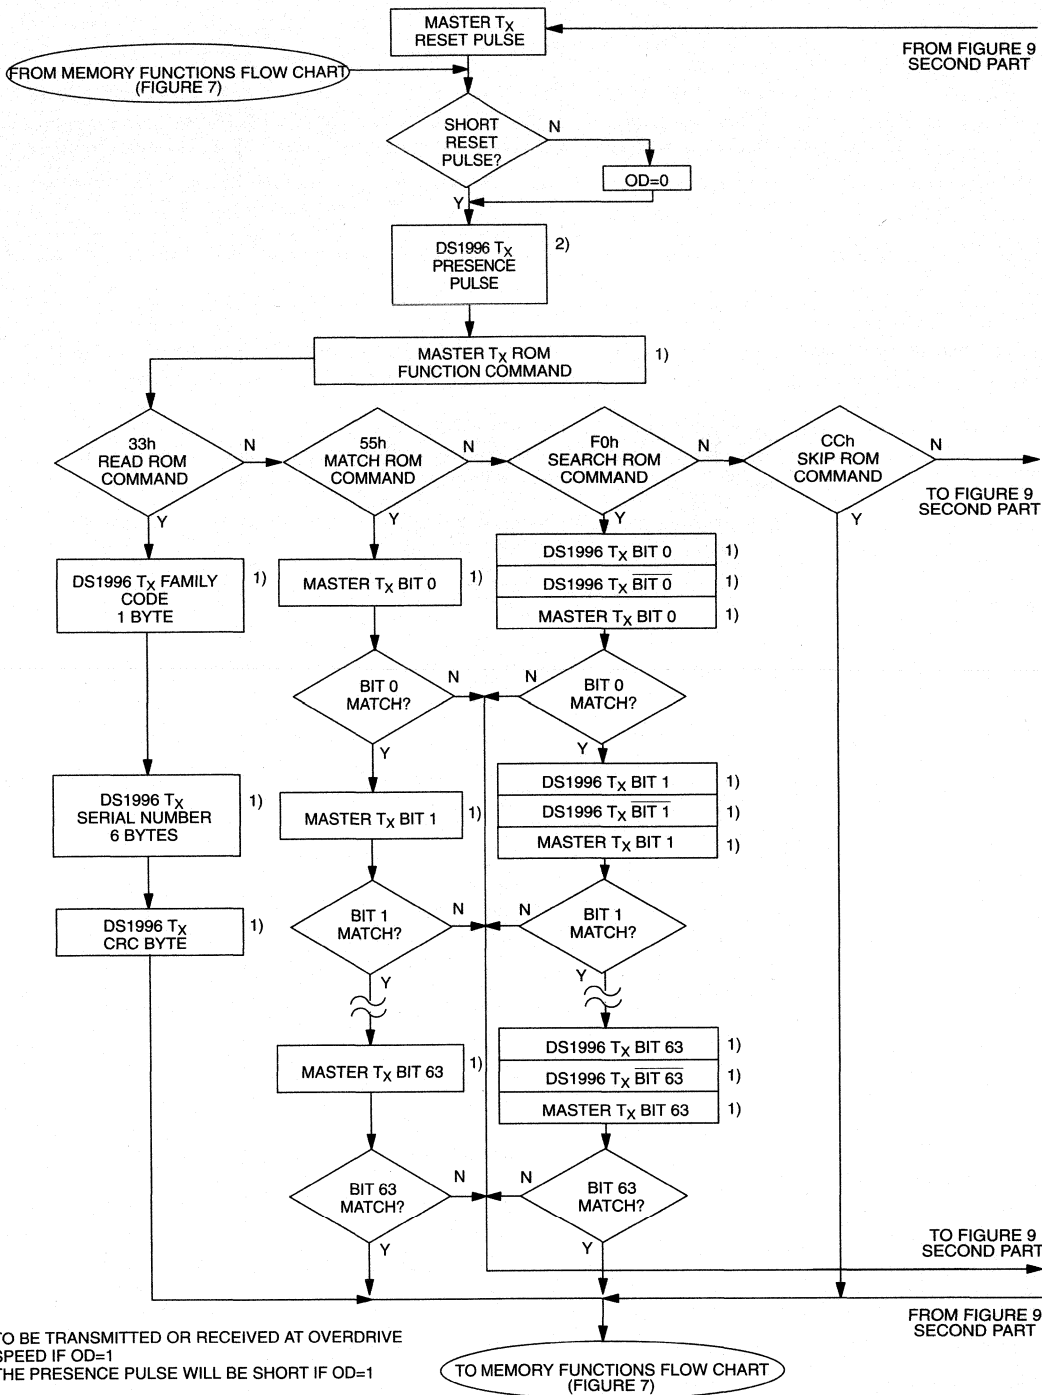 MASTER TX
RESET PULSE
FROM FIGURE 9
SECOND PART
FROM MEMORY FUNCTIONS FLOW CHART
(FIGURE 7)
SHORT
RESET
PULSE?
N
OD=0
Y
DS1996 TX
PRESENCE
PULSE
2)
MASTER TX ROM
FUNCTION COMMAND
1)
33h
READ ROM
COMMAND
N
55h
MATCH ROM
COMMAND
N
F0h
SEARCH ROM
COMMAND
N
CCh
SKIP ROM
COMMAND
N
TO FIGURE 9
SECOND PART
Y
Y
Y
Y
DS1996 TX FAMILY
CODE
1 BYTE
1)
MASTER TX BIT 0
1)
DS1996 TX BIT 0
1)
DS1996 TX B̅I̅T̅ ̅0̅
1)
MASTER TX BIT 0
1)
BIT 0
MATCH?
N
N
BIT 0
MATCH?
Y
Y
DS1996 TX
SERIAL NUMBER
6 BYTES
1)
MASTER TX BIT 1
1)
DS1996 TX BIT 1
1)
DS1996 TX B̅I̅T̅ ̅1̅
1)
MASTER TX BIT 1
1)
DS1996 TX
CRC BYTE
1)
BIT 1
MATCH?
N
N
BIT 1
MATCH?
Y
Y
MASTER TX BIT 63
1)
DS1996 TX BIT 63
1)
DS1996 TX B̅I̅T̅ ̅6̅3̅
1)
MASTER TX BIT 63
1)
BIT 63
MATCH?
N
N
BIT 63
MATCH?
Y
Y
TO FIGURE 9
SECOND PART
FROM FIGURE 9
SECOND PART
TO BE TRANSMITTED OR RECEIVED AT OVERDRIVE
SPEED IF OD=1
THE PRESENCE PULSE WILL BE SHORT IF OD=1
TO MEMORY FUNCTIONS FLOW CHART
(FIGURE 7)